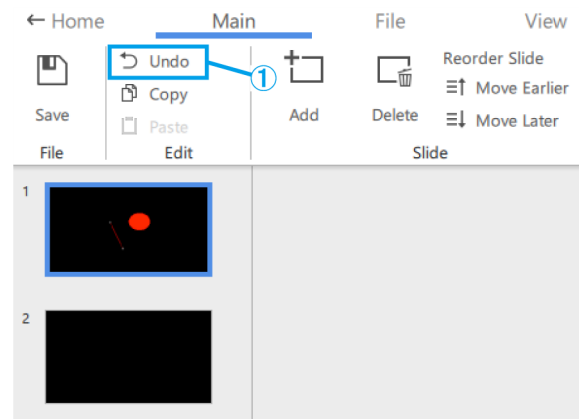 ← Home Main File View
Save
Undo
Copy
Paste
①
Add
Delete
Reorder Slide
Move Earlier
Move Later
File Edit Slide
1
2